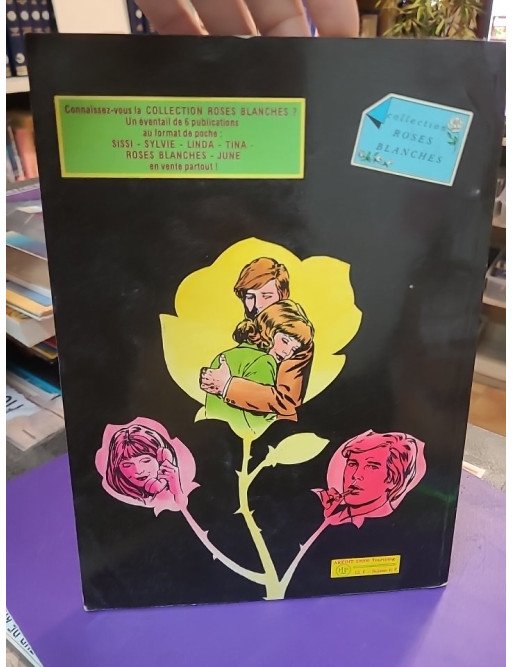 Connaissez-vous la COLLECTION ROSES BLANCHES ?
Un éventail de 6 publications
au format de poche :
SISSI - SYLVIE - LINDA - TINA -
ROSES BLANCHES - JUNE
en vente partout !
collection
ROSES
BLANCHES
AREDIT